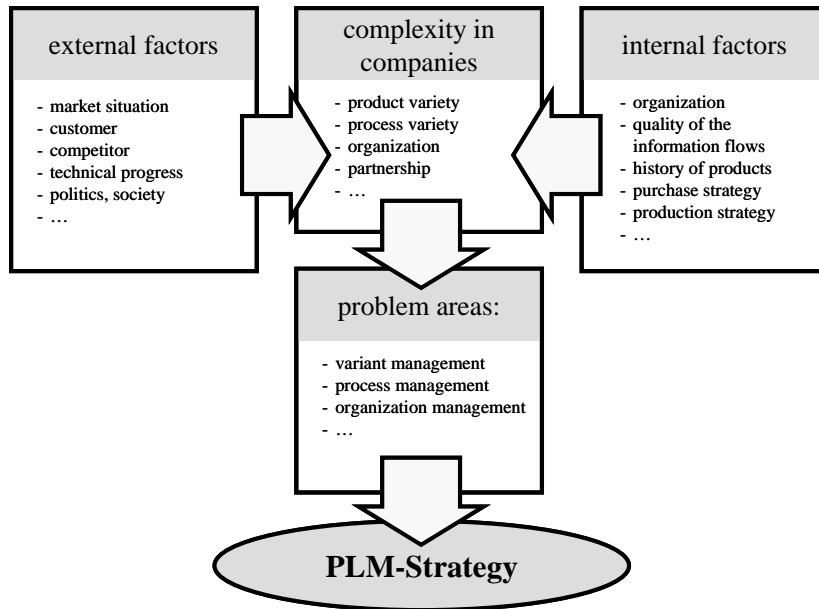 external factors
- market situation
- customer
- competitor
- technical progress
- politics, society
- …
complexity in
companies
- product variety
- process variety
- organization
- partnership
- …
internal factors
- organization
- quality of the
information flows
- history of products
- purchase strategy
- production strategy
- …
problem areas:
- variant management
- process management
- organization management
- …
PLM-Strategy